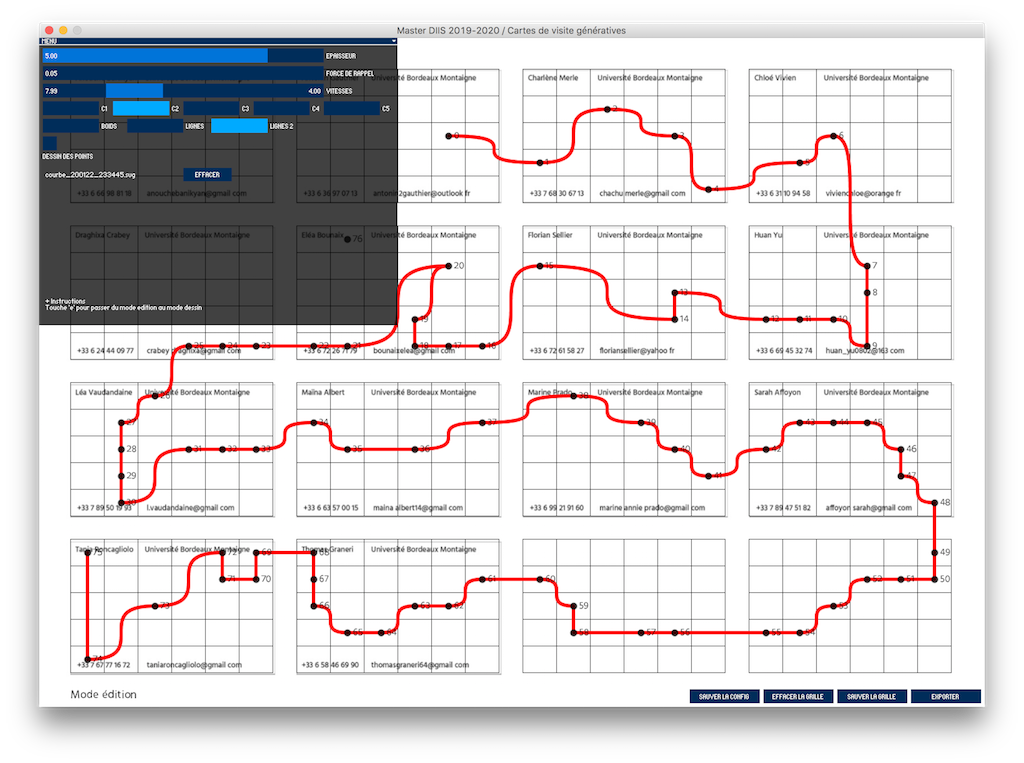 Master DIIS 2019-2020 / Cartes de visite génératives
MENU
5.00 EPAISSEUR
0.05 FORCE DE RAPPEL
7.99 4.00 VITESSES
C1 C2 C3 C4 C5
BOIDS LIGNES LIGNES 2
DESSIN DES POINTS
courbe_200122_233445.svg EFFACER
+ Instructions
Touche 'e' pour passer du mode edition au mode dessin
Université Bordeaux Montaigne
Charlène Merle Université Bordeaux Montaigne
Chloé Vivien Université Bordeaux Montaigne
0 1 2 3 4 5 6
+33 6 66 98 81 18 anouchabanikyan@gmail com
+33 6 36 97 07 13 antonin2gauthier@outlook fr
+33 7 68 30 67 13 chachu merle@gmail com
+33 6 31 10 94 58 vivienchloe@orange fr
Draghixa Crabey Université Bordeaux Montaigne
Eléa Bounaix Université Bordeaux Montaigne
Florian Sellier Université Bordeaux Montaigne
Huan Yu Université Bordeaux Montaigne
76
20 15 7
13 8
19 14 12 11 10
25 24 23 22 21 18 17 16 9
+33 6 24 44 09 77 crabey draghixa@gmail com
+33 6 72 26 71 79 bounaixelea@gmail com
+33 6 72 61 58 27 floriansellier@yahoo fr
+33 6 69 45 32 74 huan_yu0802@163 com
Léa Vaudandaine Université Bordeaux Montaigne
Maïna Albert Université Bordeaux Montaigne
Marine Prado Université Bordeaux Montaigne
Sarah Affoyon Université Bordeaux Montaigne
26 38
27 34 37 39 43 44 45
28 31 32 33 35 36 40 42 46
29 41 47
30 48
+33 7 89 50 19 93 l.vaudandaine@gmail com
+33 6 63 57 00 15 maina albert14@gmail com
+33 6 99 21 91 60 marine annie prado@gmail com
+33 7 89 47 51 82 affoyon sarah@gmail com
Tania Roncagliolo Université Bordeaux Montaigne
Thomas Graneri Université Bordeaux Montaigne
75 72 69 68 49
71 70 67 61 60 52 51 50
73 66 63 62 59 53
65 64 58 57 56 55 54
74
+33 7 67 77 16 72 taniaroncagliolo@gmail com
+33 6 58 46 69 90 thomasgraneri64@gmail com
Mode édition
SAUVER LA CONFIG EFFACER LA GRILLE SAUVER LA GRILLE EXPORTER